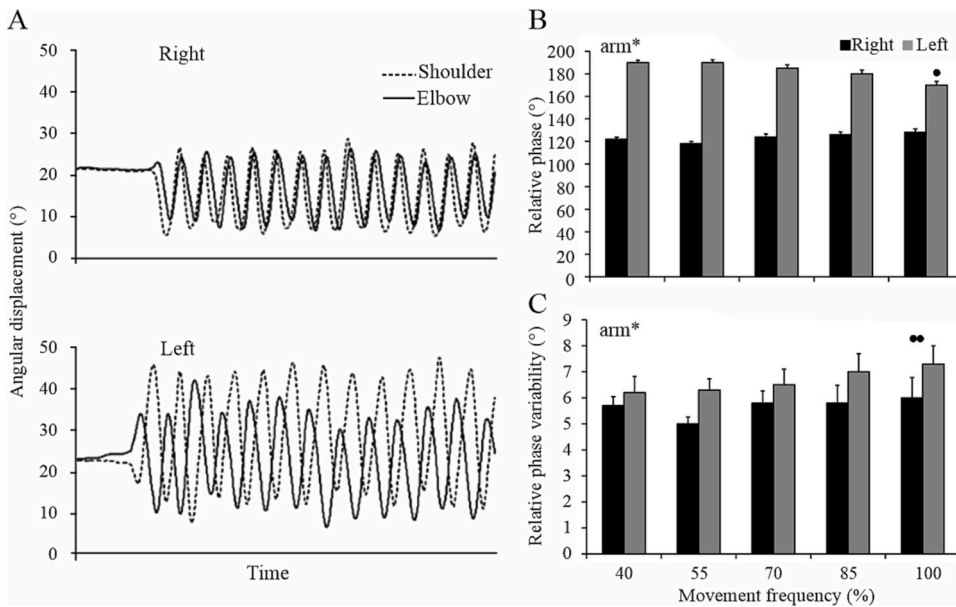 A
Right
50
40
30
20
10
0
Shoulder
Elbow
Left
50
40
30
20
10
0
Angular displacement (°)
Time
B
arm*
Right
Left
200
180
160
140
120
100
80
60
40
20
0
Relative phase (°)
C
arm*
9
8
7
6
5
4
3
2
1
0
Relative phase variability (°)
40 55 70 85 100
Movement frequency (%)